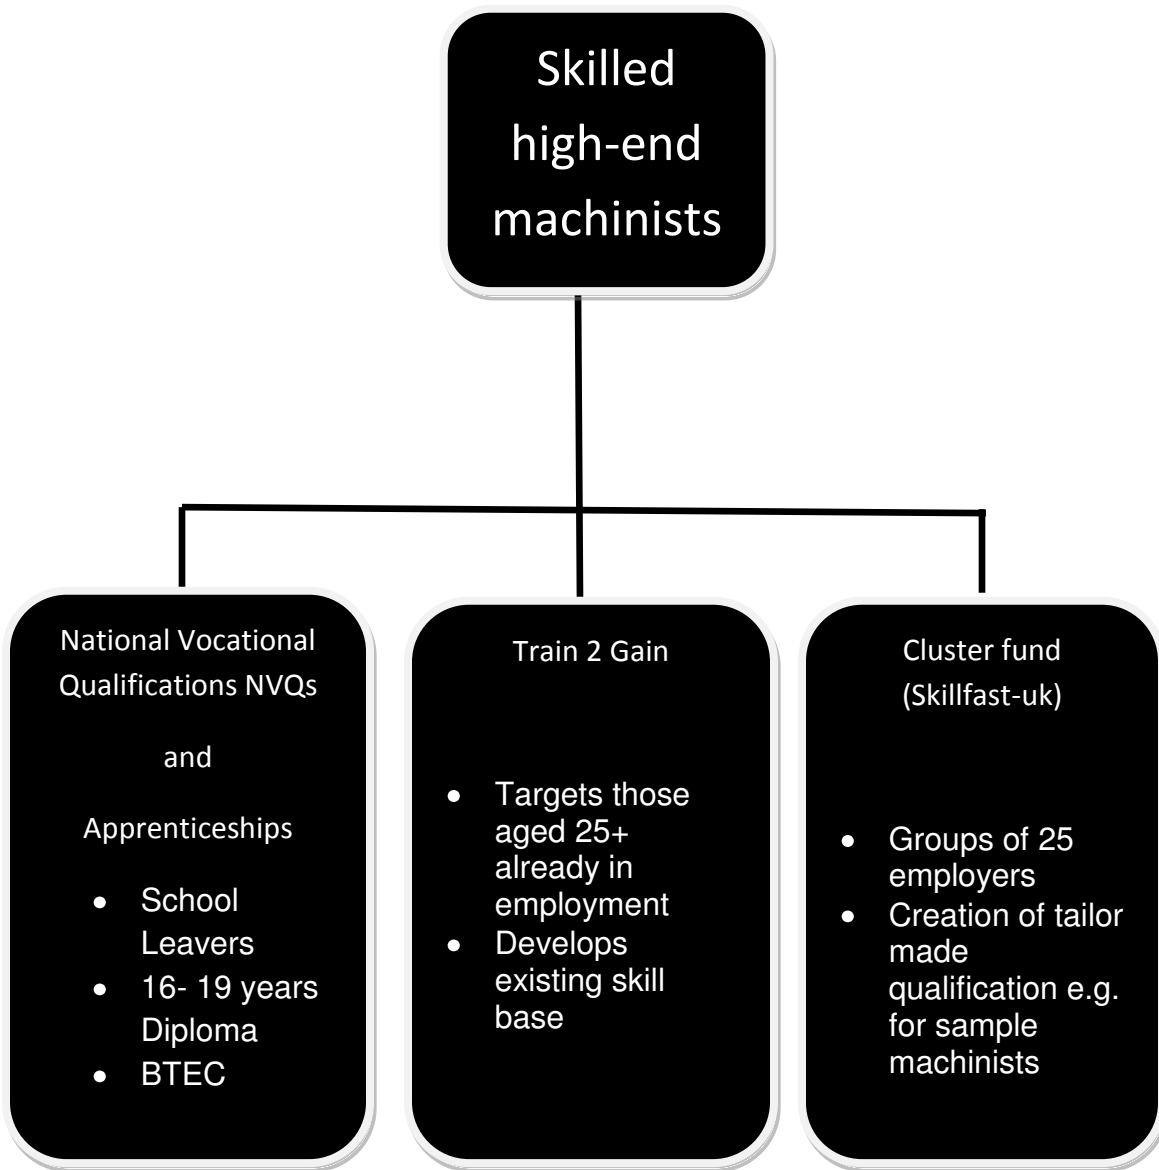 Skilled
high-end
machinists
National Vocational
Qualifications NVQs
and
Apprenticeships
• School
Leavers
• 16- 19 years
Diploma
• BTEC
Train 2 Gain
• Targets those
aged 25+
already in
employment
• Develops
existing skill
base
Cluster fund
(Skillfast-uk)
• Groups of 25
employers
• Creation of tailor
made
qualification e.g.
for sample
machinists